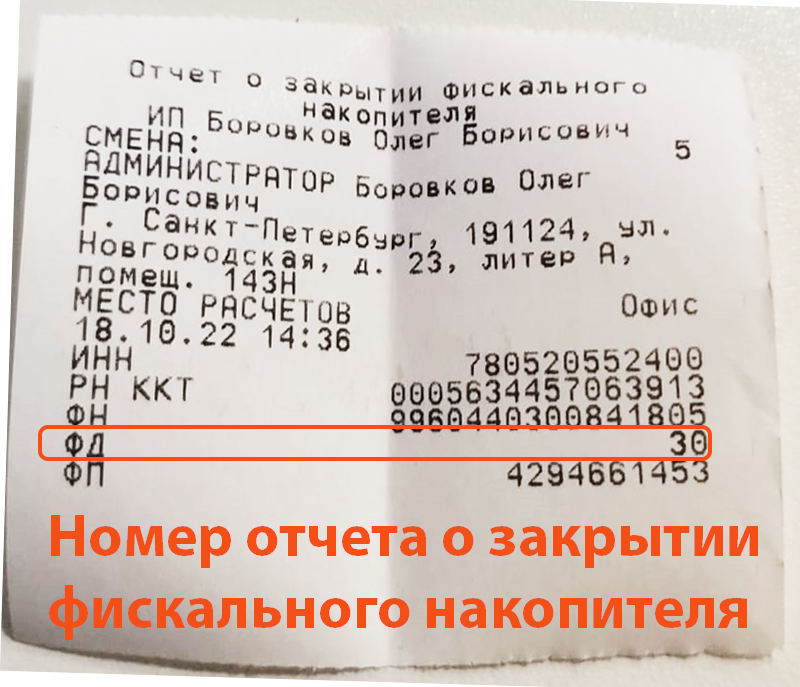 Отчет о закрытии фискального
накопителя
ИП Боровков Олег Борисович
СМЕНА: 5
АДМИНИСТРАТОР Боровков Олег
Борисович
Г. Санкт-Петербург, 191124, ул.
Новгородская, д. 23, литер А,
помещ. 143Н
МЕСТО РАСЧЕТОВ Офис
18.10.22 14:36
ИНН 780520552400
РН ККТ 0005634457063913
ФН 9960440300841805
ФД 30
ФП 4294661453
Номер отчета о закрытии
фискального накопителя